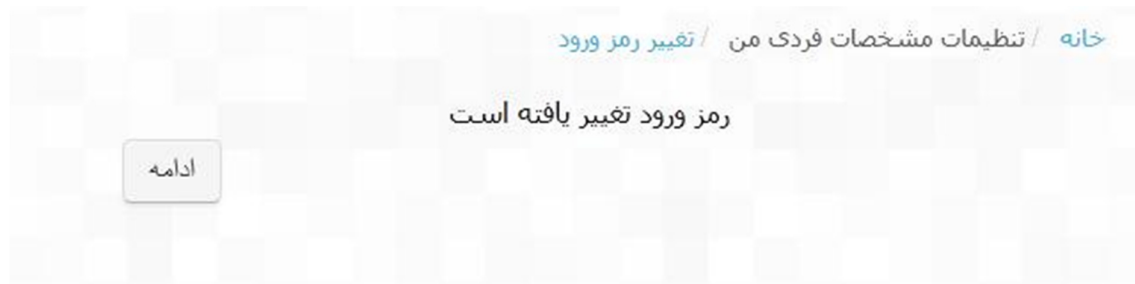 خانه / تنظیمات مشخصات فردی من / تغییر رمز ورود
رمز ورود تغییر یافته است
ادامه